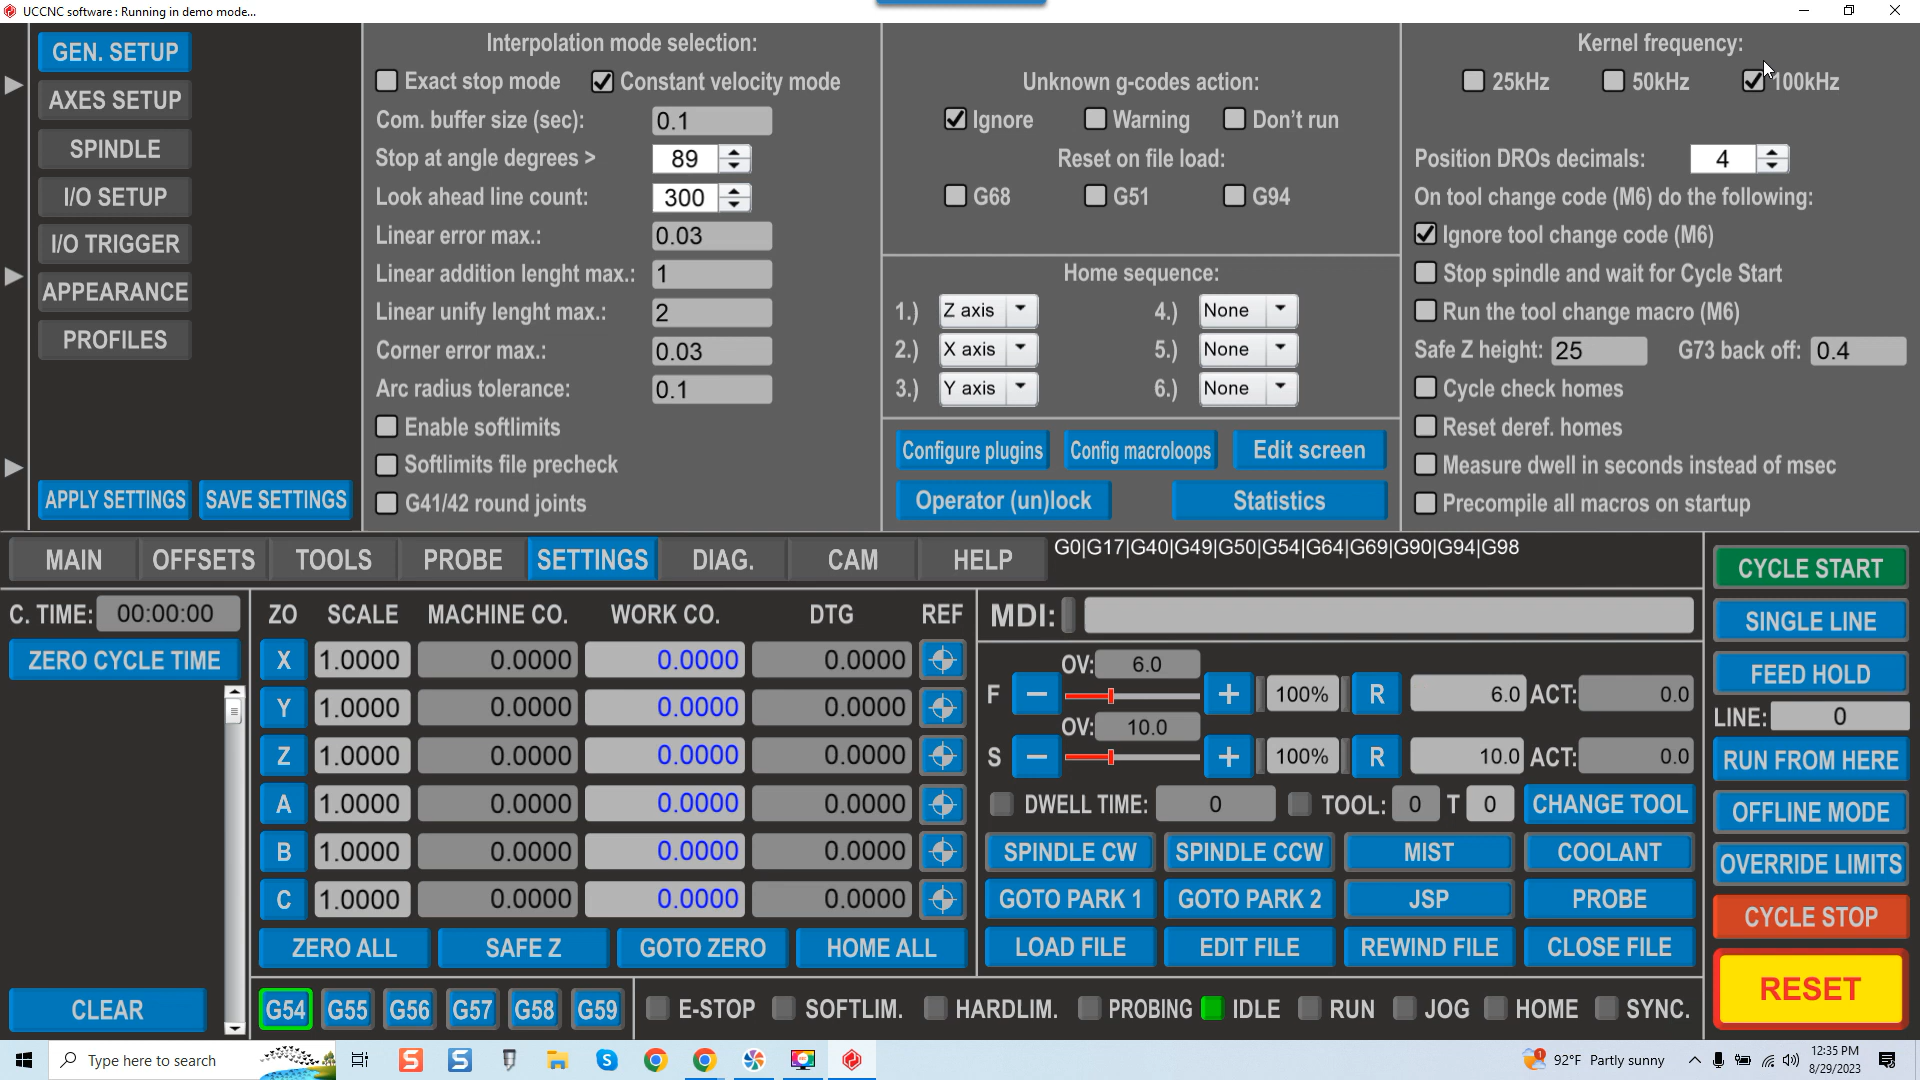 UCCNC software : Running in demo mode...
GEN. SETUP
AXES SETUP
SPINDLE
I/O SETUP
I/O TRIGGER
APPEARANCE
PROFILES
APPLY SETTINGS SAVE SETTINGS
Interpolation mode selection:
Exact stop mode Constant velocity mode
Com. buffer size (sec): 0.1
Stop at angle degrees > 89
Look ahead line count: 300
Linear error max.: 0.03
Linear addition lenght max.: 1
Linear unify lenght max.: 2
Corner error max.: 0.03
Arc radius tolerance: 0.1
Enable softlimits
Softlimits file precheck
G41/42 round joints
Unknown g-codes action:
Ignore Warning Don't run
Reset on file load:
G68 G51 G94
Home sequence:
1.) Z axis 4.) None
2.) X axis 5.) None
3.) Y axis 6.) None
Configure plugins Config macroloops Edit screen
Operator (un)lock Statistics
Kernel frequency:
25kHz 50kHz 100kHz
Position DROs decimals: 4
On tool change code (M6) do the following:
Ignore tool change code (M6)
Stop spindle and wait for Cycle Start
Run the tool change macro (M6)
Safe Z height: 25 G73 back off: 0.4
Cycle check homes
Reset deref. homes
Measure dwell in seconds instead of msec
Precompile all macros on startup
MAIN OFFSETS TOOLS PROBE SETTINGS DIAG. CAM HELP
G0|G17|G40|G49|G50|G54|G64|G69|G90|G94|G98
C. TIME: 00:00:00
ZERO CYCLE TIME
CLEAR
ZO SCALE MACHINE CO. WORK CO. DTG REF
X 1.0000 0.0000 0.0000 0.0000
Y 1.0000 0.0000 0.0000 0.0000
Z 1.0000 0.0000 0.0000 0.0000
A 1.0000 0.0000 0.0000 0.0000
B 1.0000 0.0000 0.0000 0.0000
C 1.0000 0.0000 0.0000 0.0000
ZERO ALL SAFE Z GOTO ZERO HOME ALL
MDI:
OV: 6.0
F − + 100% R 6.0 ACT: 0.0
OV: 10.0
S − + 100% R 10.0 ACT: 0.0
DWELL TIME: 0 TOOL: 0 T 0 CHANGE TOOL
SPINDLE CW SPINDLE CCW MIST COOLANT
GOTO PARK 1 GOTO PARK 2 JSP PROBE
LOAD FILE EDIT FILE REWIND FILE CLOSE FILE
G54 G55 G56 G57 G58 G59
E-STOP SOFTLIM. HARDLIM. PROBING IDLE RUN JOG HOME SYNC.
CYCLE START
SINGLE LINE
FEED HOLD
LINE: 0
RUN FROM HERE
OFFLINE MODE
OVERRIDE LIMITS
CYCLE STOP
RESET
Type here to search
92°F Partly sunny
12:35 PM
8/29/2023